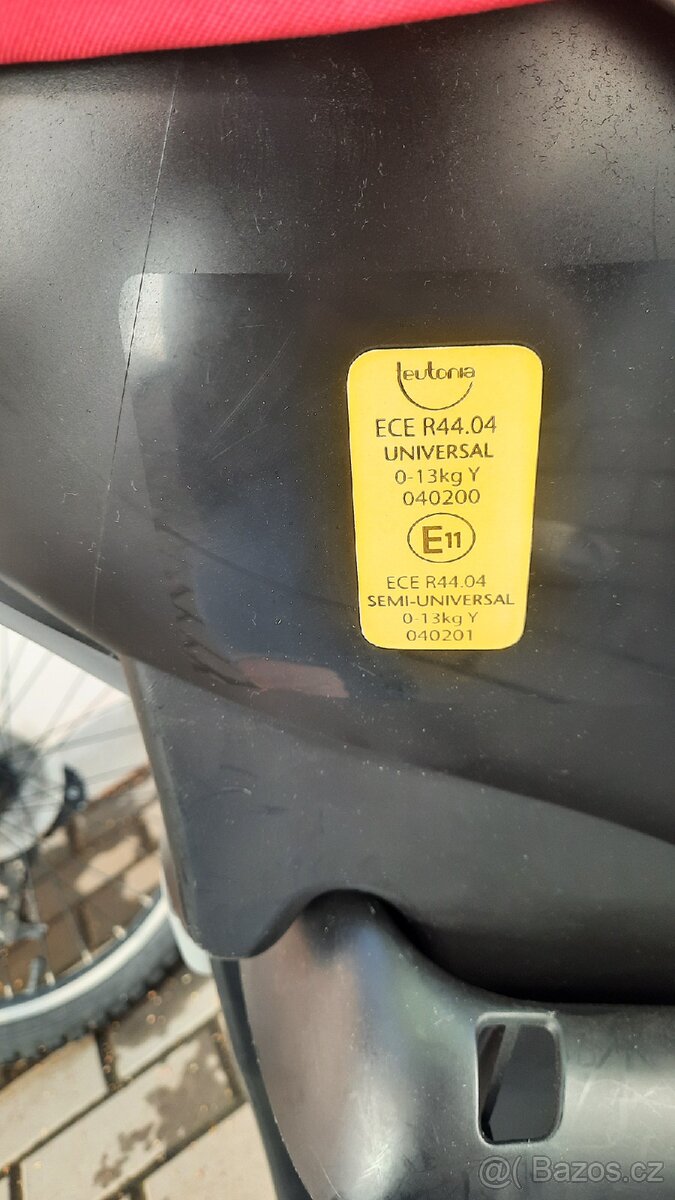 teutonia
ECE R44.04
UNIVERSAL
0-13kg Y
040200
E11
ECE R44.04
SEMI-UNIVERSAL
0-13kg Y
040201
@( Bazos.cz